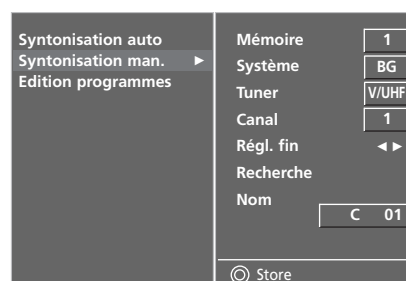 Syntonisation auto
Syntonisation man. ►
Edition programmes
Mémoire 1
Système BG
Tuner V/UHF
Canal 1
Régl. fin ◄►
Recherche
Nom
C 01
Store